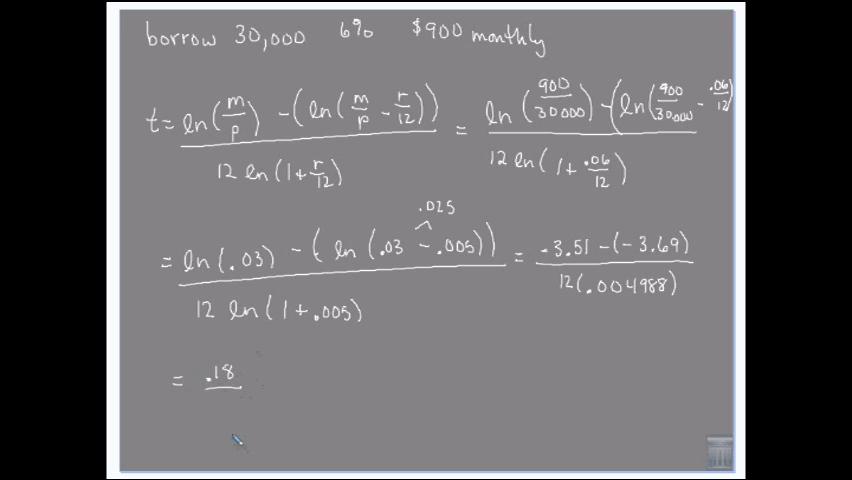 borrow 30,000 6% $900 monthly
t = ln(m/p) - (ln(m/p - r/12)) / 12 ln(1 + r/12) = ln(900/30000) - (ln(900/30000 - .06/12) / 12 ln(1 + .06/12)
.025
= ln(.03) - (ln(.03 - .005)) / 12 ln(1 + .005) = -3.51 - (-3.69) / 12(.004988)
= .18